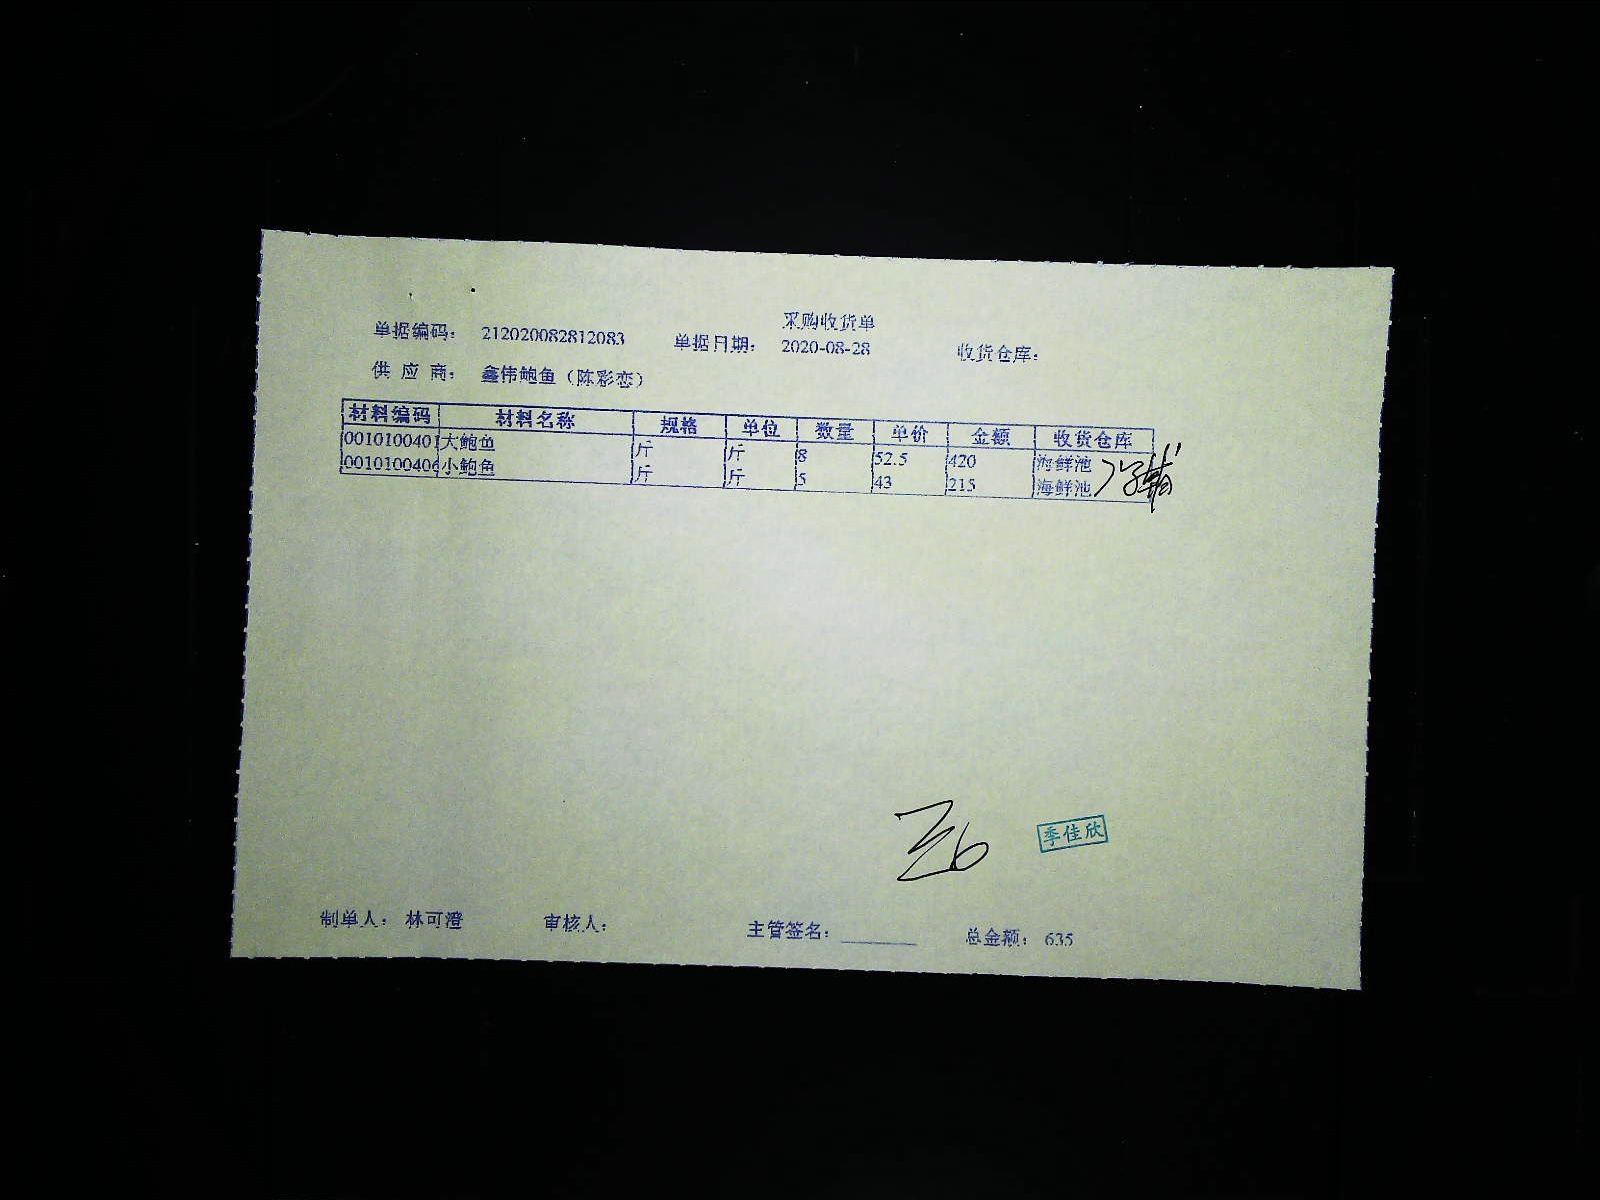 采购收货单
单据编码： 212020082812083 单据日期： 2020-08-28 收货仓库：
供 应 商： 鑫伟鲍鱼（陈彩恋）
材料编码 材料名称 规格 单位 数量 单价 金额 收货仓库
0010100401 大鲍鱼 斤 斤 8 52.5 420 海鲜池
0010100406 小鲍鱼 斤 斤 5 43 215 海鲜池
季佳欣
制单人： 林可澄 审核人： 主管签名： 总金额： 635